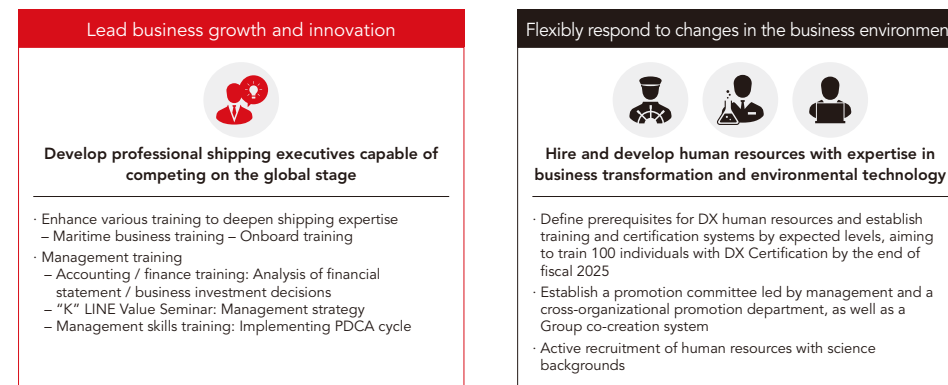 Lead business growth and innovation
Develop professional shipping executives capable of
competing on the global stage
· Enhance various training to deepen shipping expertise
– Maritime business training – Onboard training
· Management training
– Accounting / finance training: Analysis of financial
statement / business investment decisions
– “K” LINE Value Seminar: Management strategy
– Management skills training: Implementing PDCA cycle
Flexibly respond to changes in the business environmen
Hire and develop human resources with expertise in
business transformation and environmental technology
· Define prerequisites for DX human resources and establish
training and certification systems by expected levels, aiming
to train 100 individuals with DX Certification by the end of
fiscal 2025
· Establish a promotion committee led by management and a
cross-organizational promotion department, as well as a
Group co-creation system
· Active recruitment of human resources with science
backgrounds